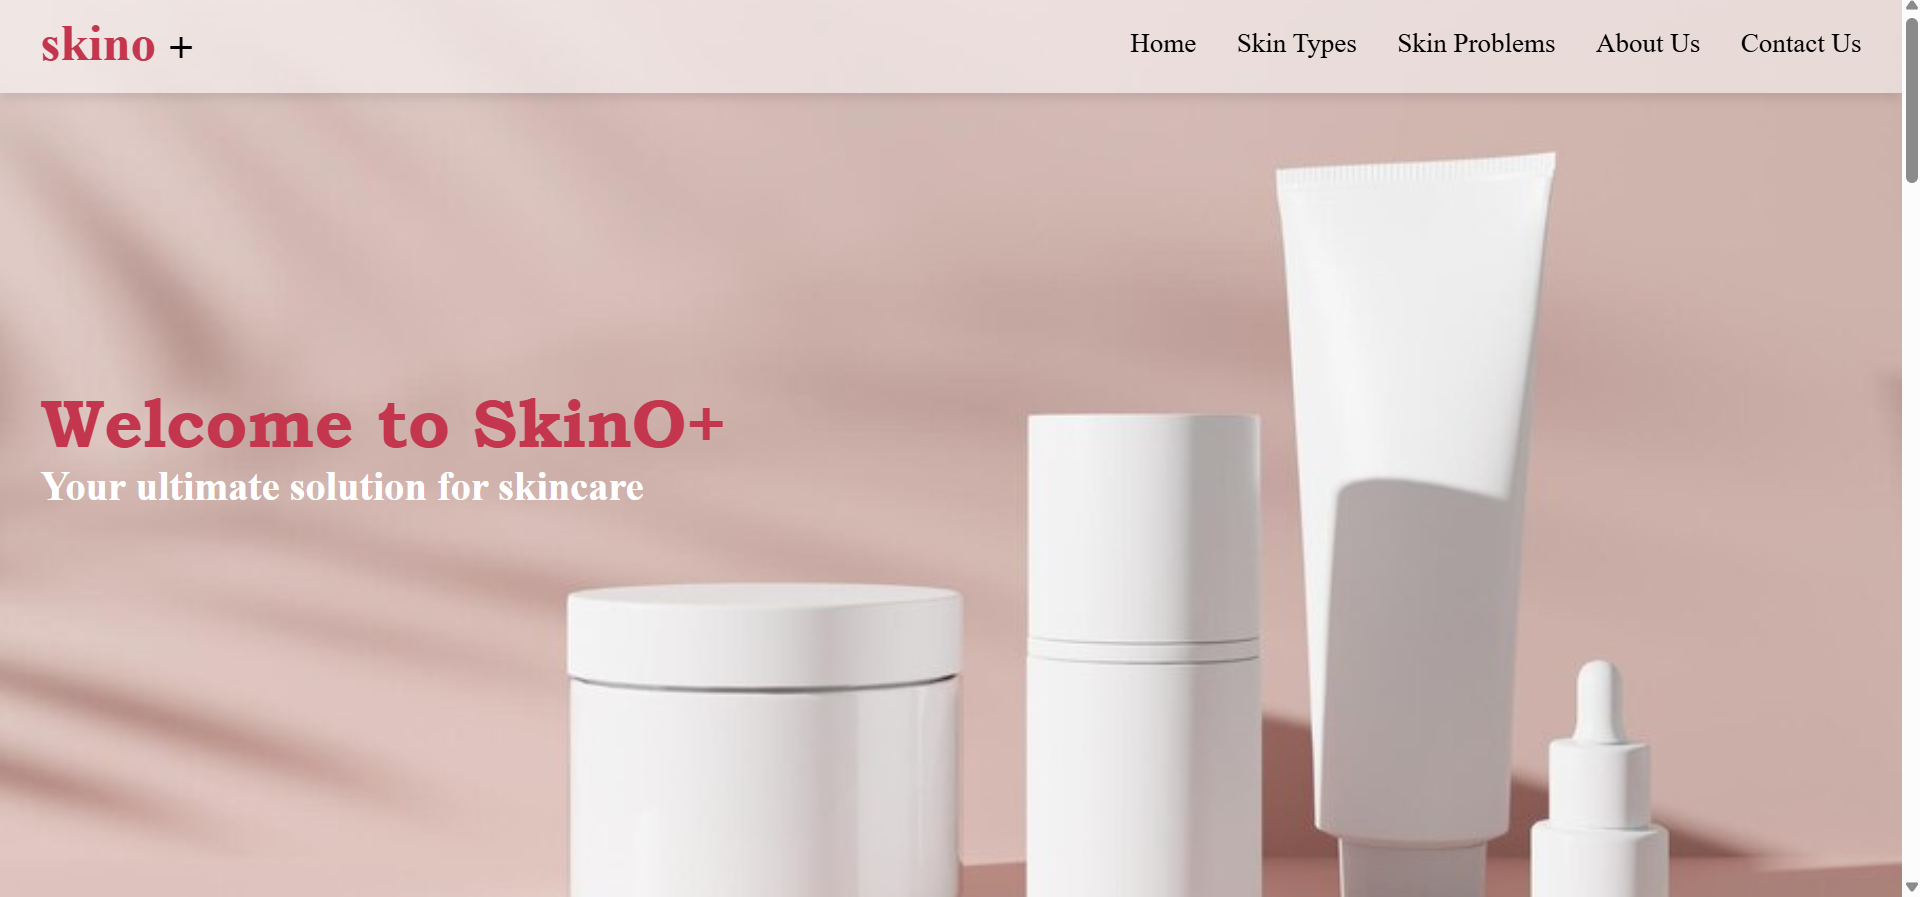 skino +
Home Skin Types Skin Problems About Us Contact Us
Welcome to SkinO+
Your ultimate solution for skincare